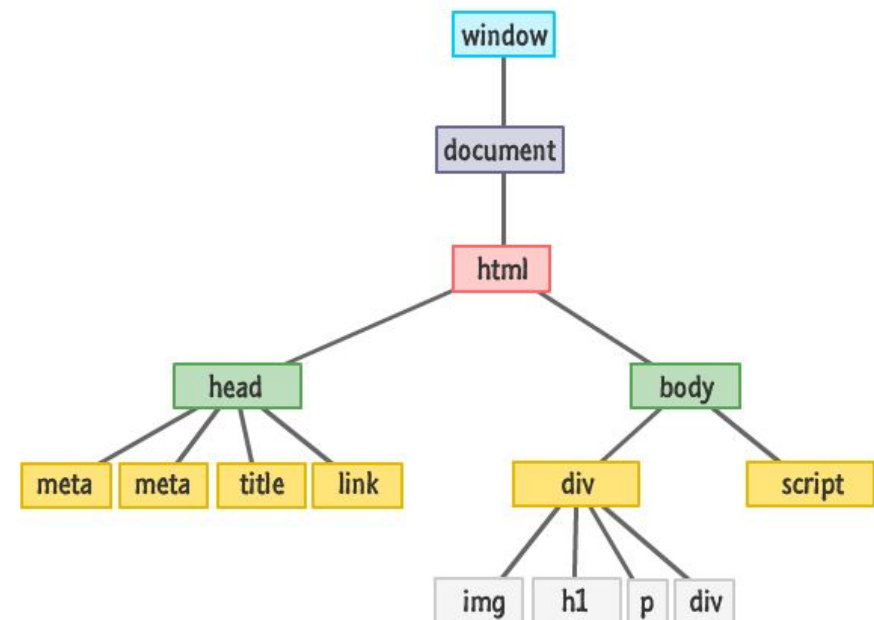 window
document
html
head body
meta meta title link div script
img h1 p div